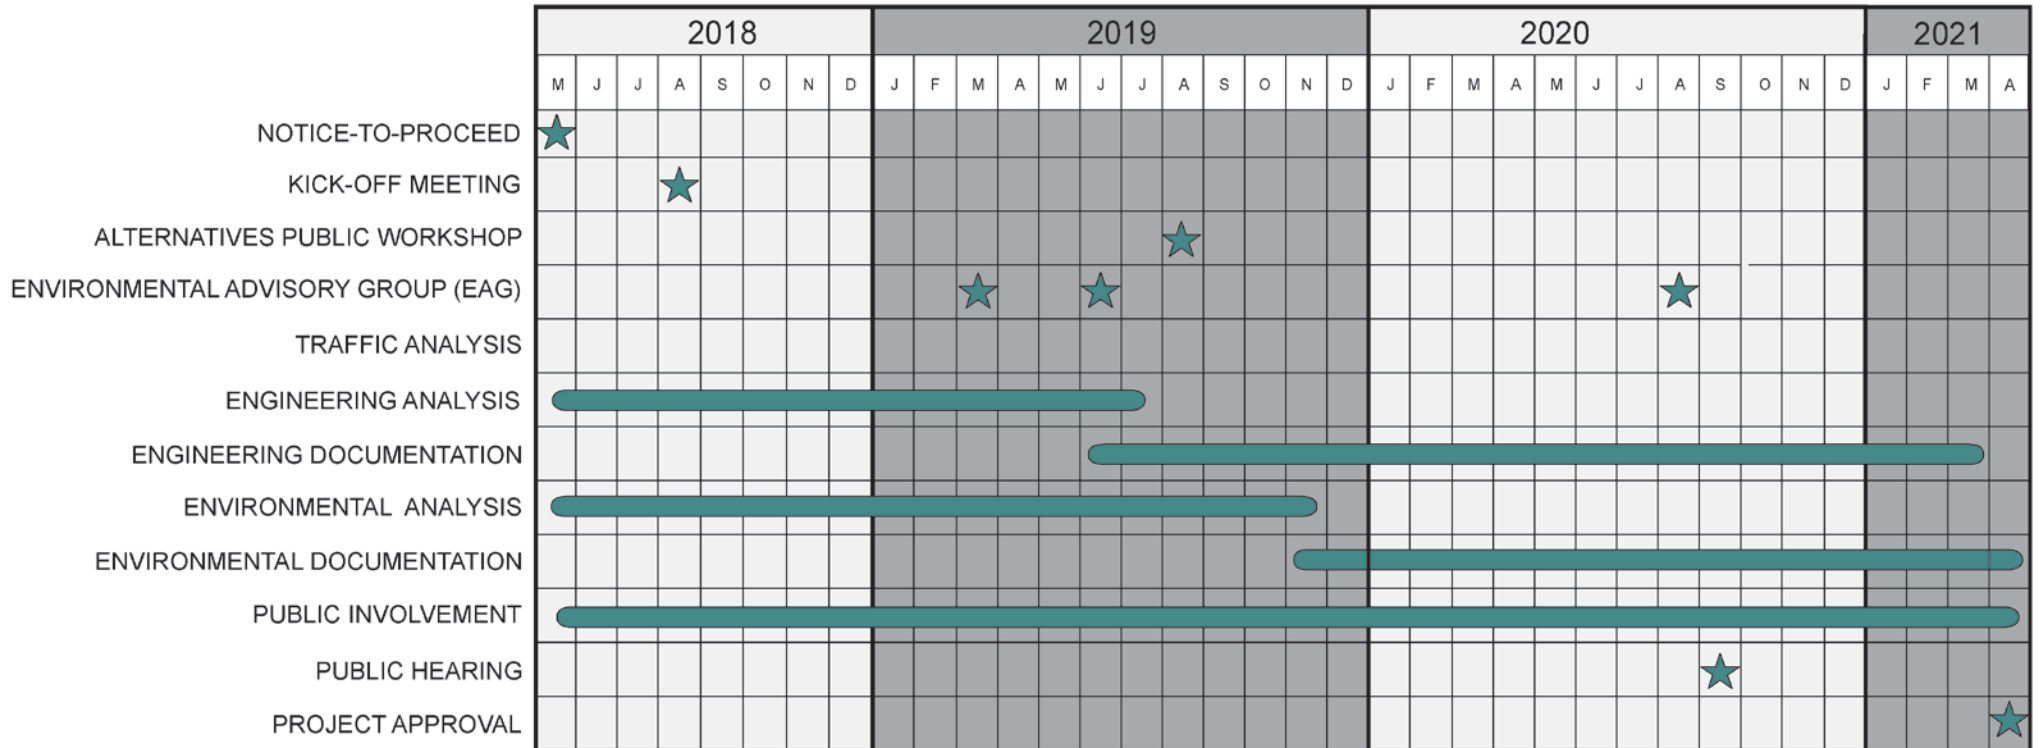 2018 2019 2020 2021
M J J A S O N D J F M A M J J A S O N D J F M A M J J A S O N D J F M A
NOTICE-TO-PROCEED
KICK-OFF MEETING
ALTERNATIVES PUBLIC WORKSHOP
ENVIRONMENTAL ADVISORY GROUP (EAG)
TRAFFIC ANALYSIS
ENGINEERING ANALYSIS
ENGINEERING DOCUMENTATION
ENVIRONMENTAL ANALYSIS
ENVIRONMENTAL DOCUMENTATION
PUBLIC INVOLVEMENT
PUBLIC HEARING
PROJECT APPROVAL